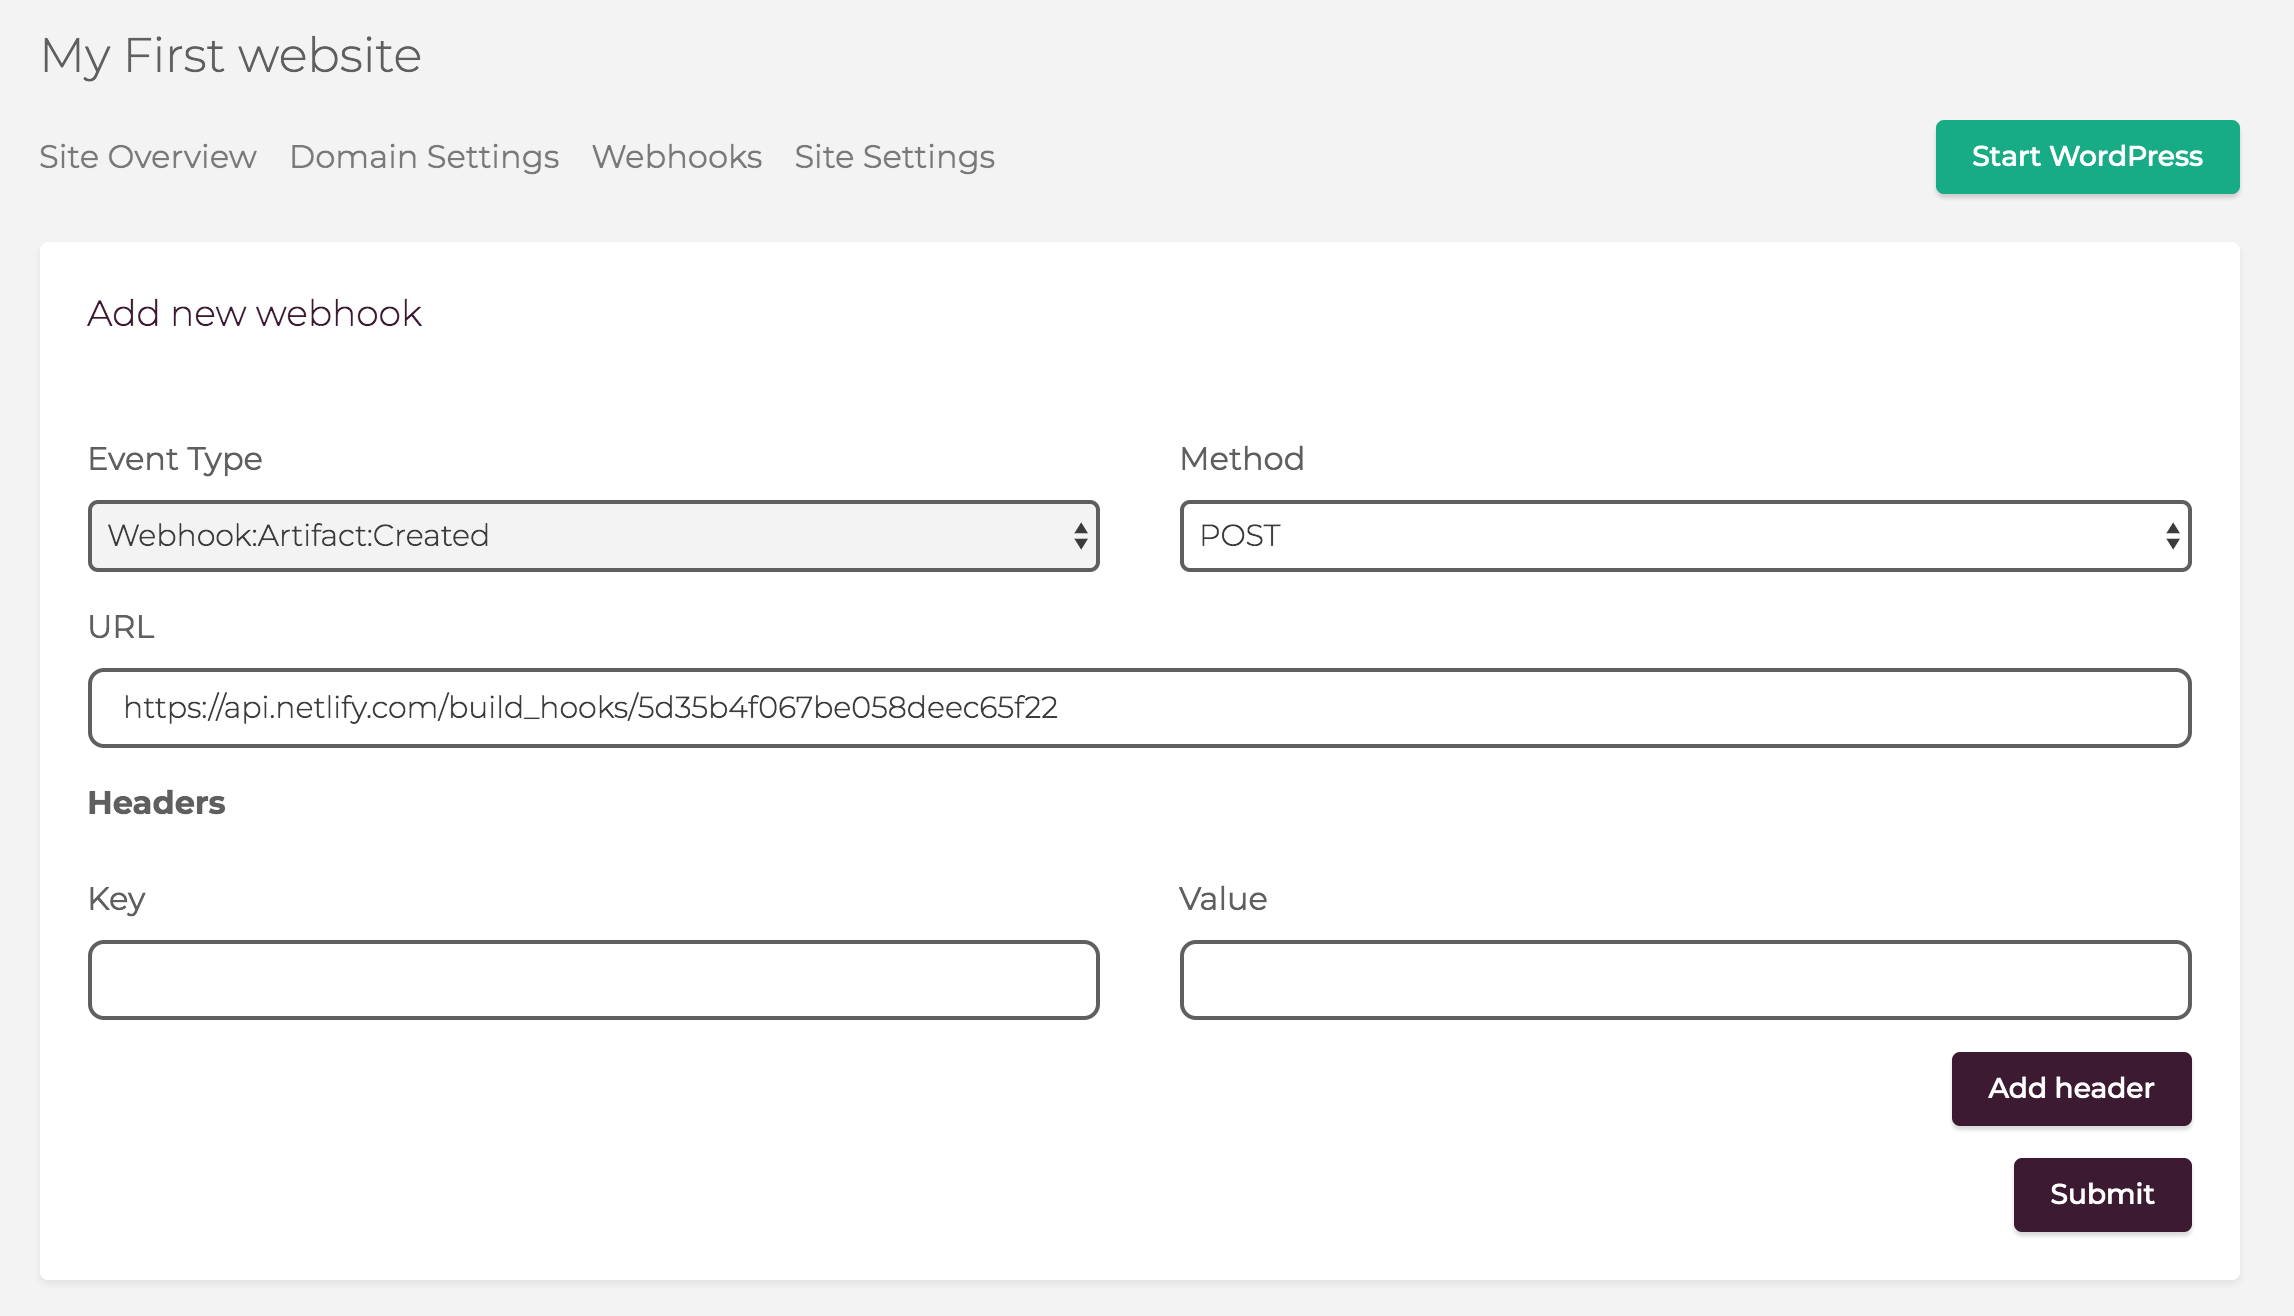 My First website
Site Overview Domain Settings Webhooks Site Settings Start WordPress
Add new webhook
Event Type Method
Webhook:Artifact:Created POST
URL
https://api.netlify.com/build_hooks/5d35b4f067be058deec65f22
Headers
Key Value
Add header
Submit